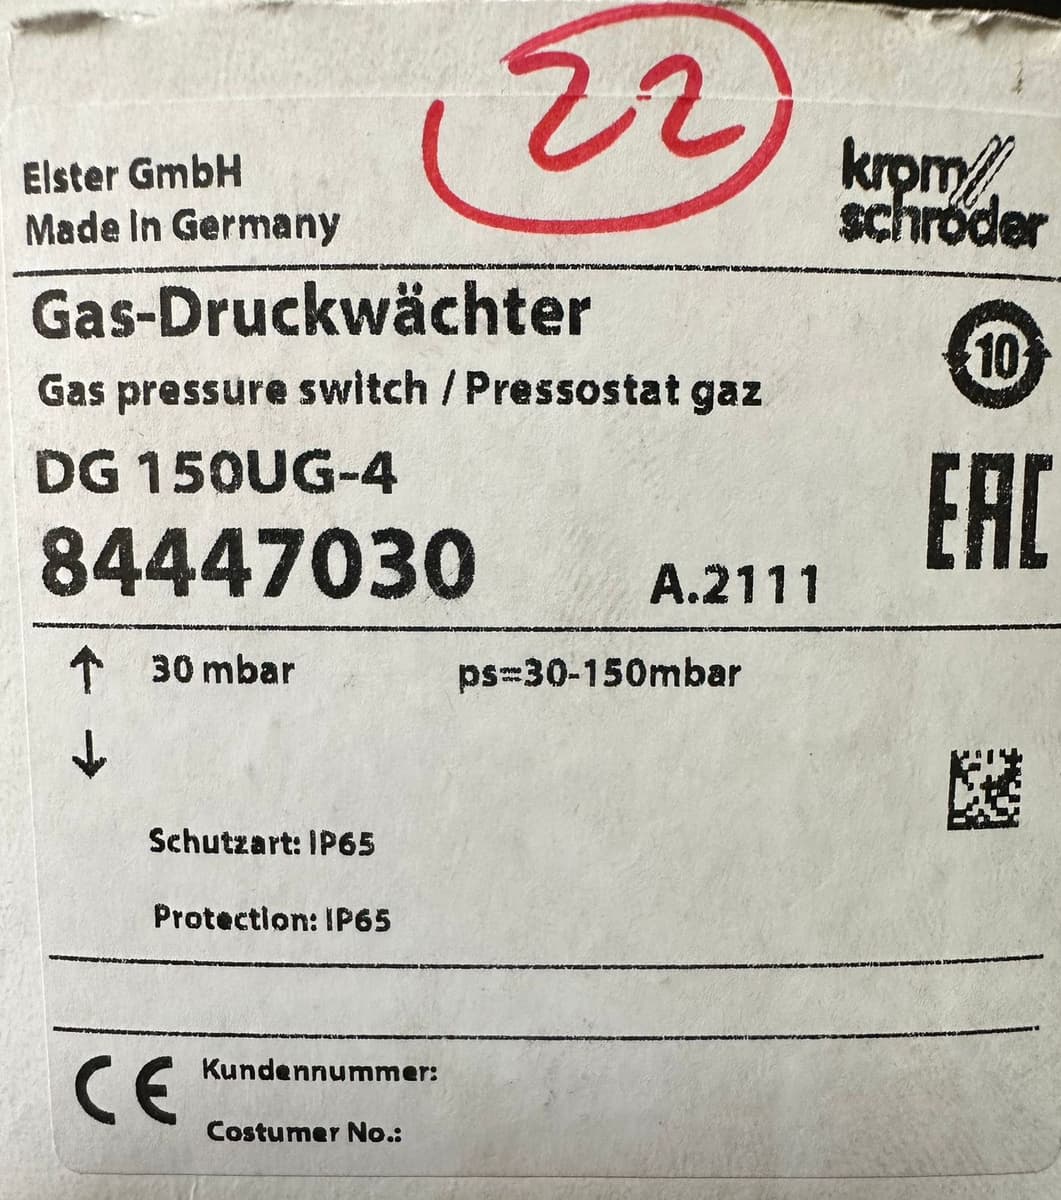 22
Elster GmbH
Made in Germany
krom//
schröder
Gas-Druckwächter
Gas pressure switch / Pressostat gaz
10
DG 150UG-4
EAC
84447030
A.2111
↑ 30 mbar
ps=30-150mbar
↓
Schutzart: IP65
Protection: IP65
CE
Kundennummer:
Costumer No.: